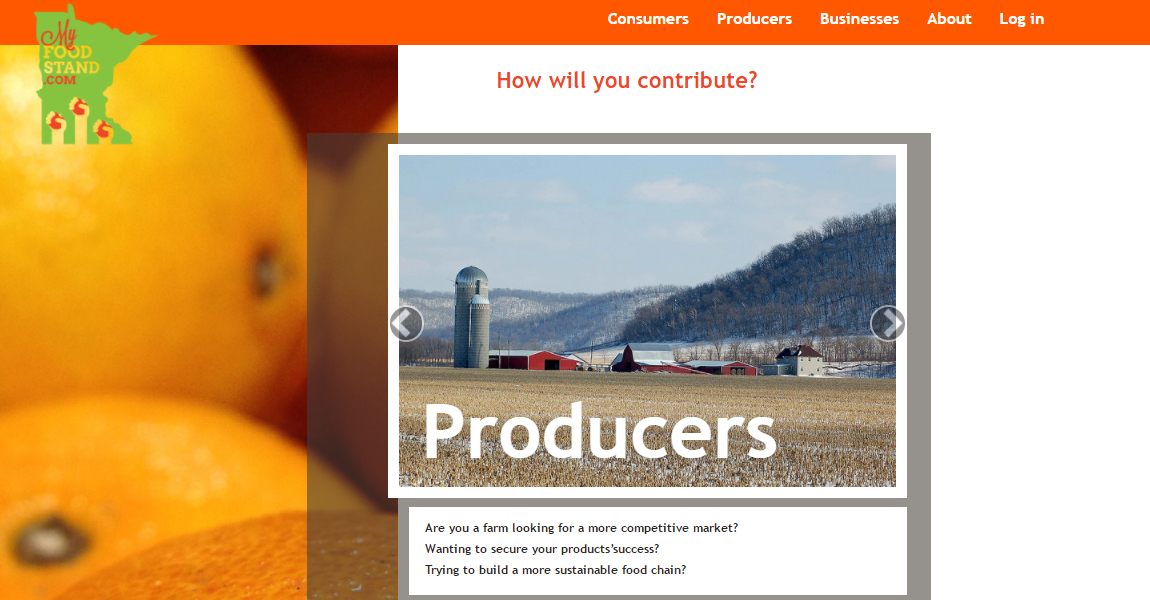 My
FOOD
STAND
.COM
Consumers Producers Businesses About Log in
How will you contribute?
Producers
Are you a farm looking for a more competitive market?
Wanting to secure your products'success?
Trying to build a more sustainable food chain?